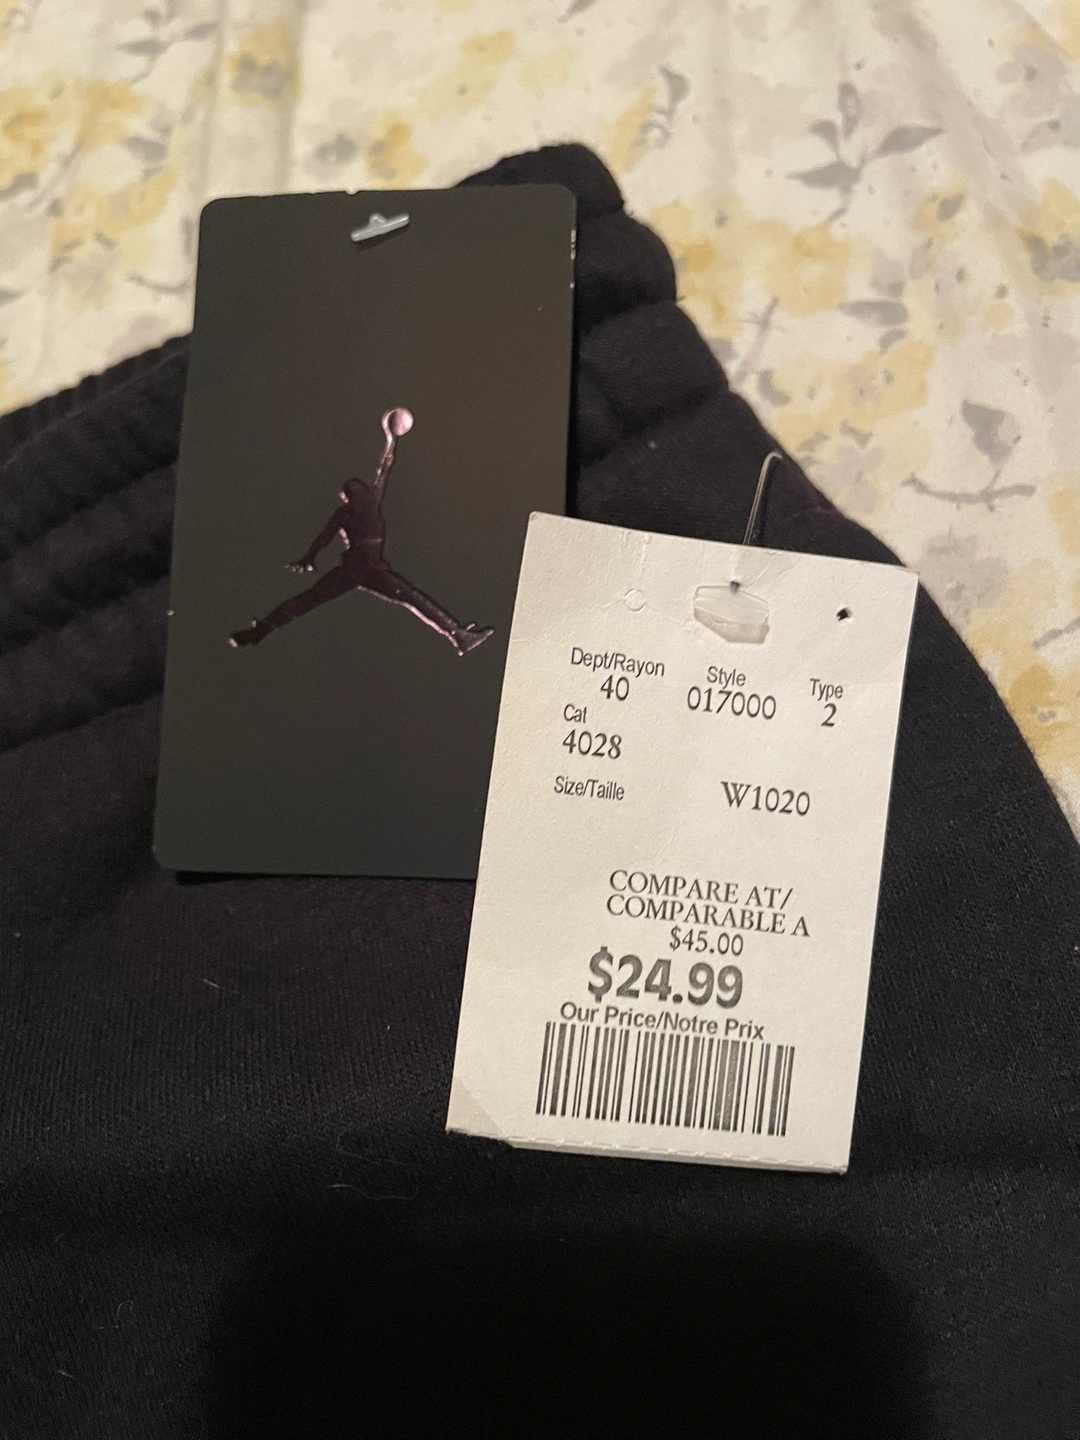 Dept/Rayon Style Type
40 017000 2
Cat
4028
Size/Taille W1020
COMPARE AT/
COMPARABLE A
$45.00
$24.99
Our Price/Notre Prix